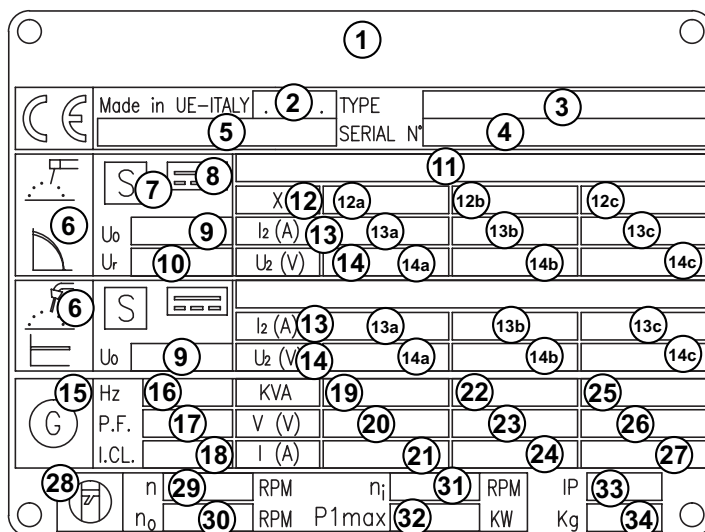 1
CE Made in UE-ITALY . 2 . TYPE 3
5 SERIAL N° 4
S 7 8 11
X 12 12a 12b 12c
6 U0 9 I2 (A) 13 13a 13b 13c
Ur 10 U2 (V) 14 14a 14b 14c
6 S
I2 (A) 13 13a 13b 13c
U0 9 U2 (V) 14 14a 14b 14c
15 Hz 16 KVA 19 22 25
G P.F. 17 V (V) 20 23 26
I.CL. 18 I (A) 21 24 27
28 n 29 RPM ni 31 RPM IP 33
n0 30 RPM P1max 32 KW Kg 34